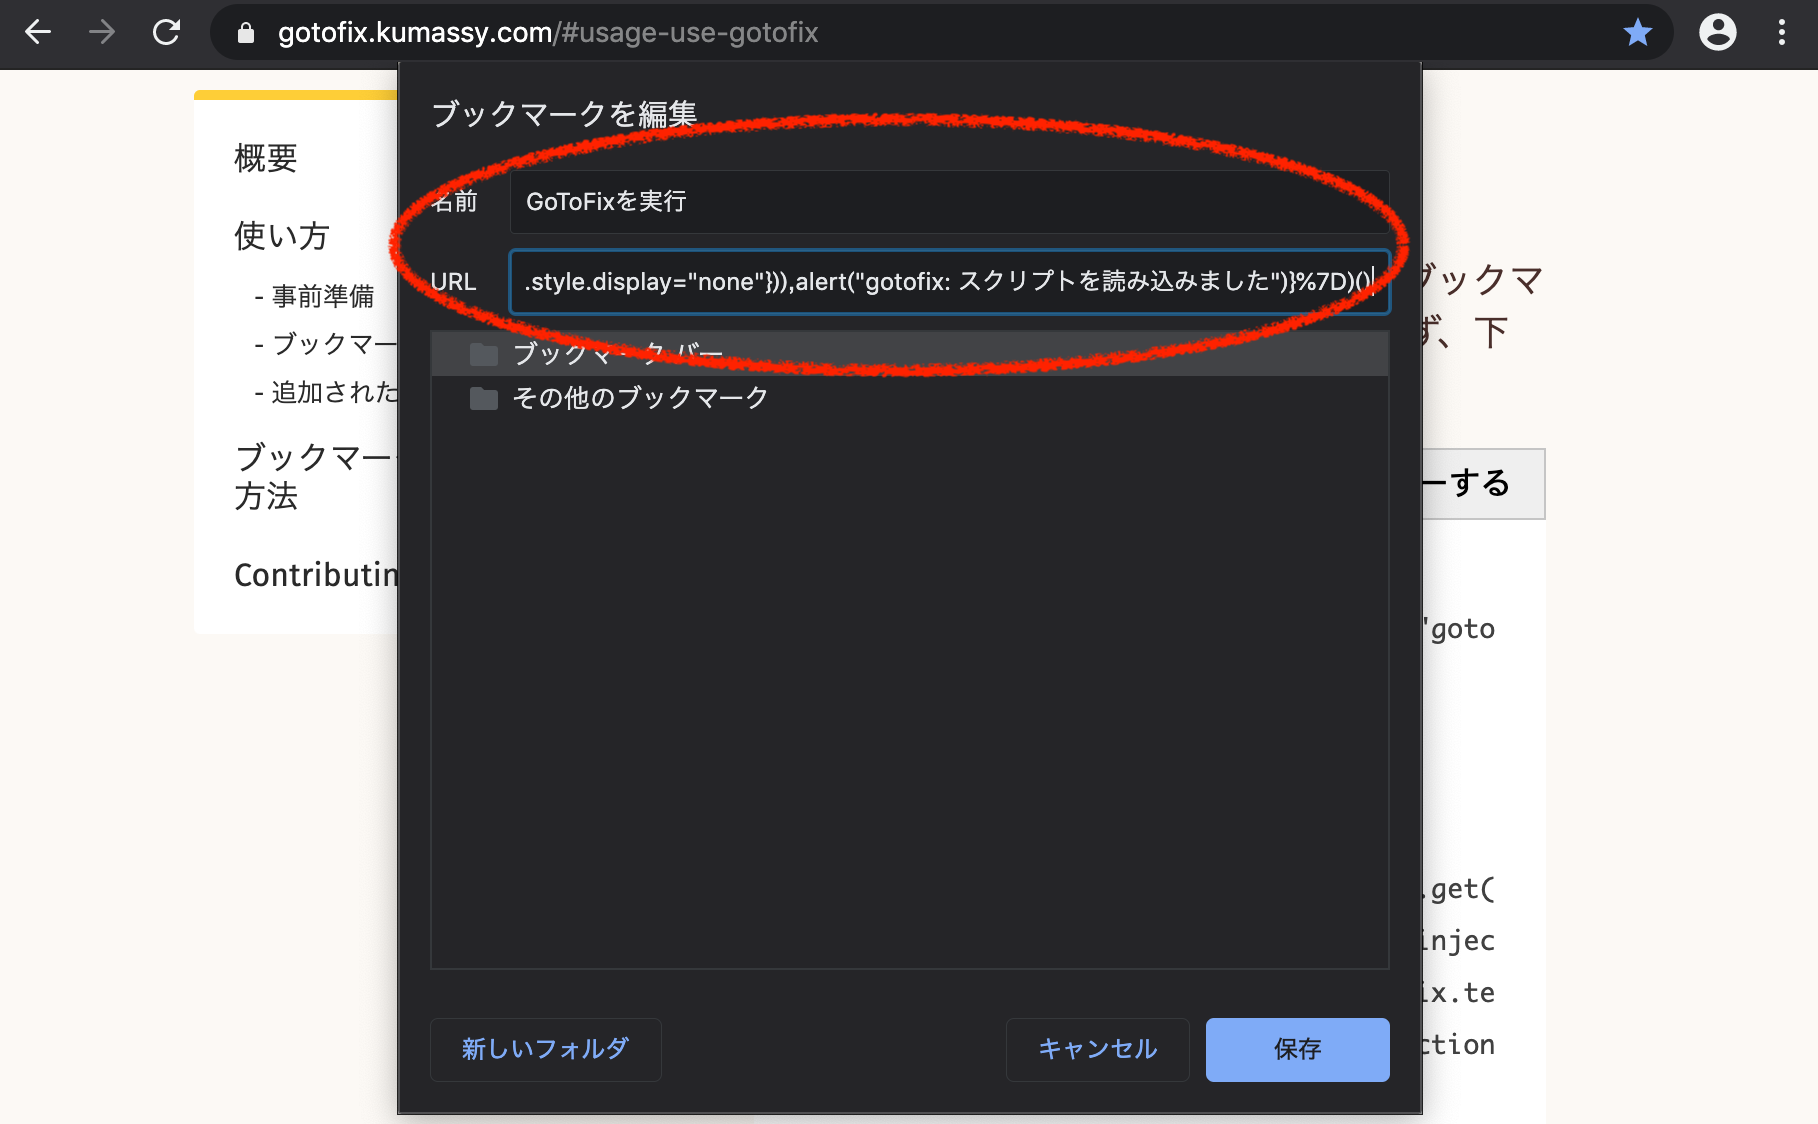 gotofix.kumassy.com/#usage-use-gotofix
ブックマークを編集
名前
GoToFixを実行
URL
.style.display="none"})),alert("gotofix: スクリプトを読み込みました")}%7D)()
ブックマーク バー
その他のブックマーク
新しいフォルダ
キャンセル
保存
概要
使い方
- 事前準備
- ブックマー
- 追加された
ブックマー
方法
Contributin
ブックマ
ず、下
ーする
'goto
.get(
injec
ix.te
ction